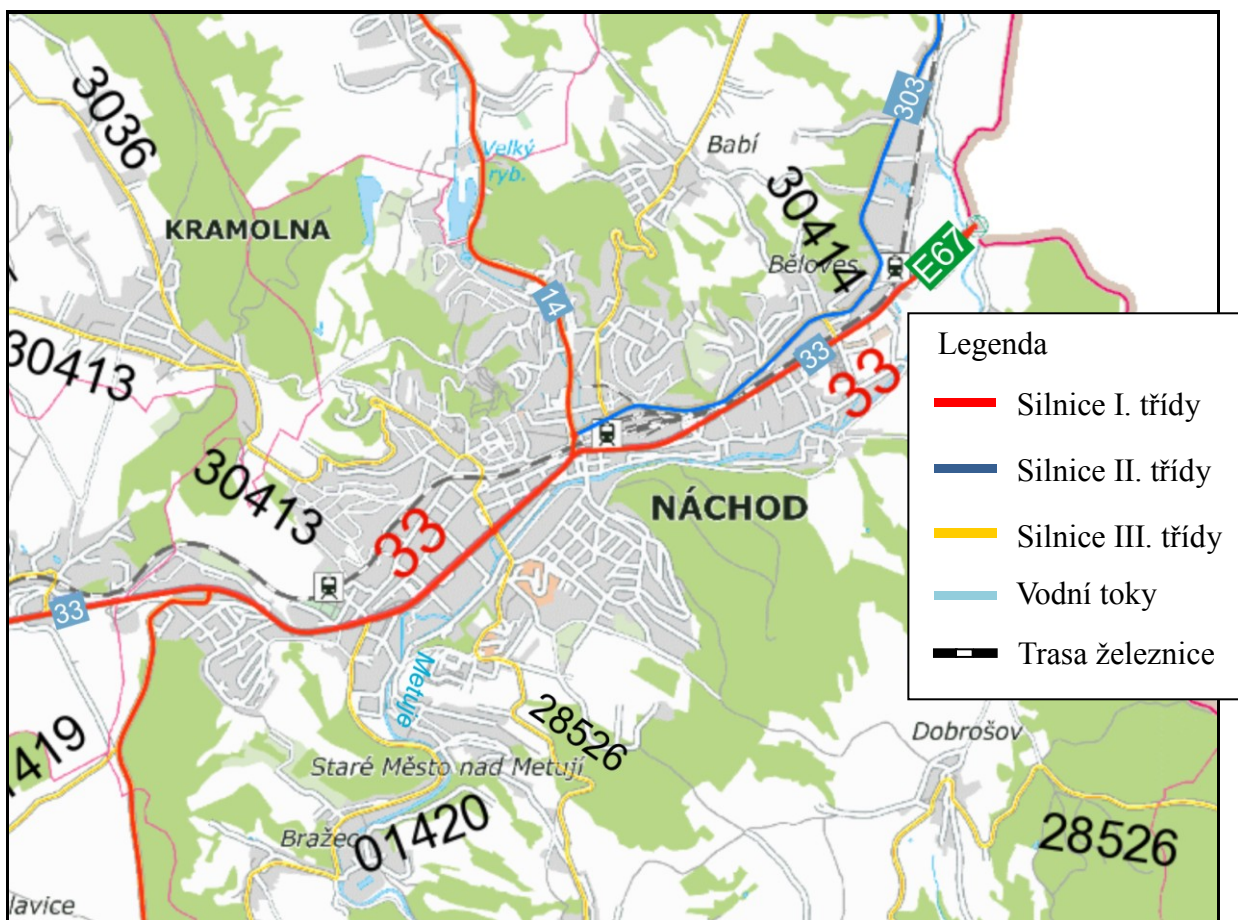 303
3036
Velký
ryb.
Babí
30414
KRAMOLNA
E67
Běloves
14
33
33
30413
30413
NÁCHOD
33
33
Metuje
28526
Staré Město nad Metují
Dobrošov
Bražec
01420
28526
1419
lavice
Legenda
Silnice I. třídy
Silnice II. třídy
Silnice III. třídy
Vodní toky
Trasa železnice